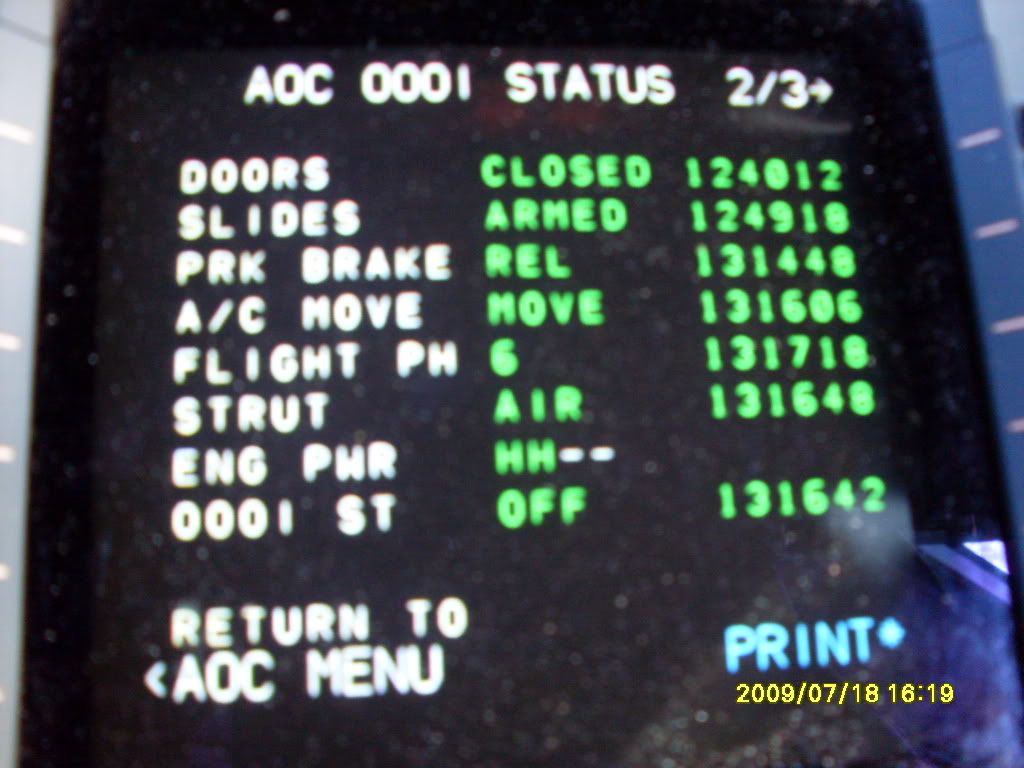 AOC OOOI STATUS 2/3→
DOORS CLOSED 124012
SLIDES ARMED 124918
PRK BRAKE REL 131448
A/C MOVE MOVE 131606
FLIGHT PH 6 131718
STRUT AIR 131648
ENG PWR HH--
OOOI ST OFF 131642
RETURN TO
<AOC MENU PRINT*
2009/07/18 16:19